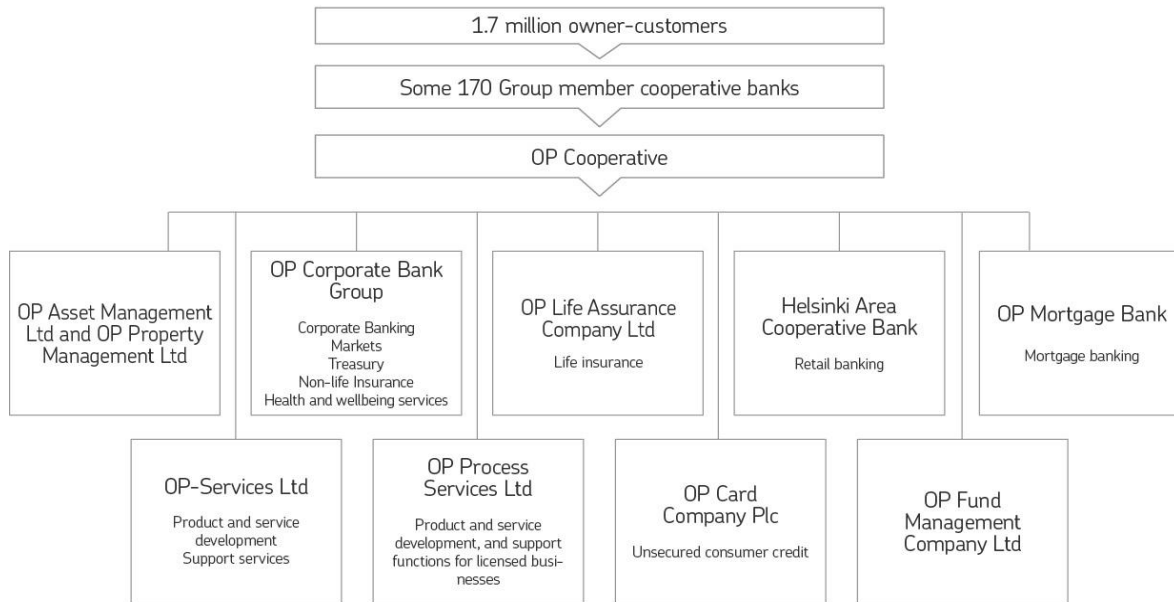 1.7 million owner-customers
Some 170 Group member cooperative banks
OP Cooperative
OP Asset Management
Ltd and OP Property
Management Ltd
OP Corporate Bank
Group
Corporate Banking
Markets
Treasury
Non-life Insurance
Health and wellbeing services
OP Life Assurance
Company Ltd
Life insurance
Helsinki Area
Cooperative Bank
Retail banking
OP Mortgage Bank
Mortgage banking
OP-Services Ltd
Product and service
development
Support services
OP Process
Services Ltd
Product and service
development, and support
functions for licensed busi-
nesses
OP Card
Company Plc
Unsecured consumer credit
OP Fund
Management
Company Ltd